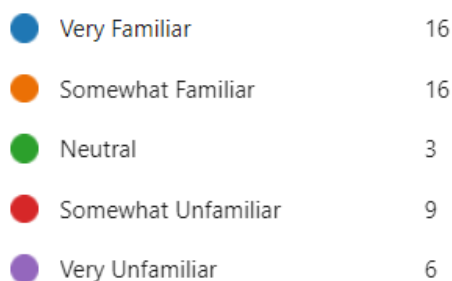 Very Familiar 16
Somewhat Familiar 16
Neutral 3
Somewhat Unfamiliar 9
Very Unfamiliar 6